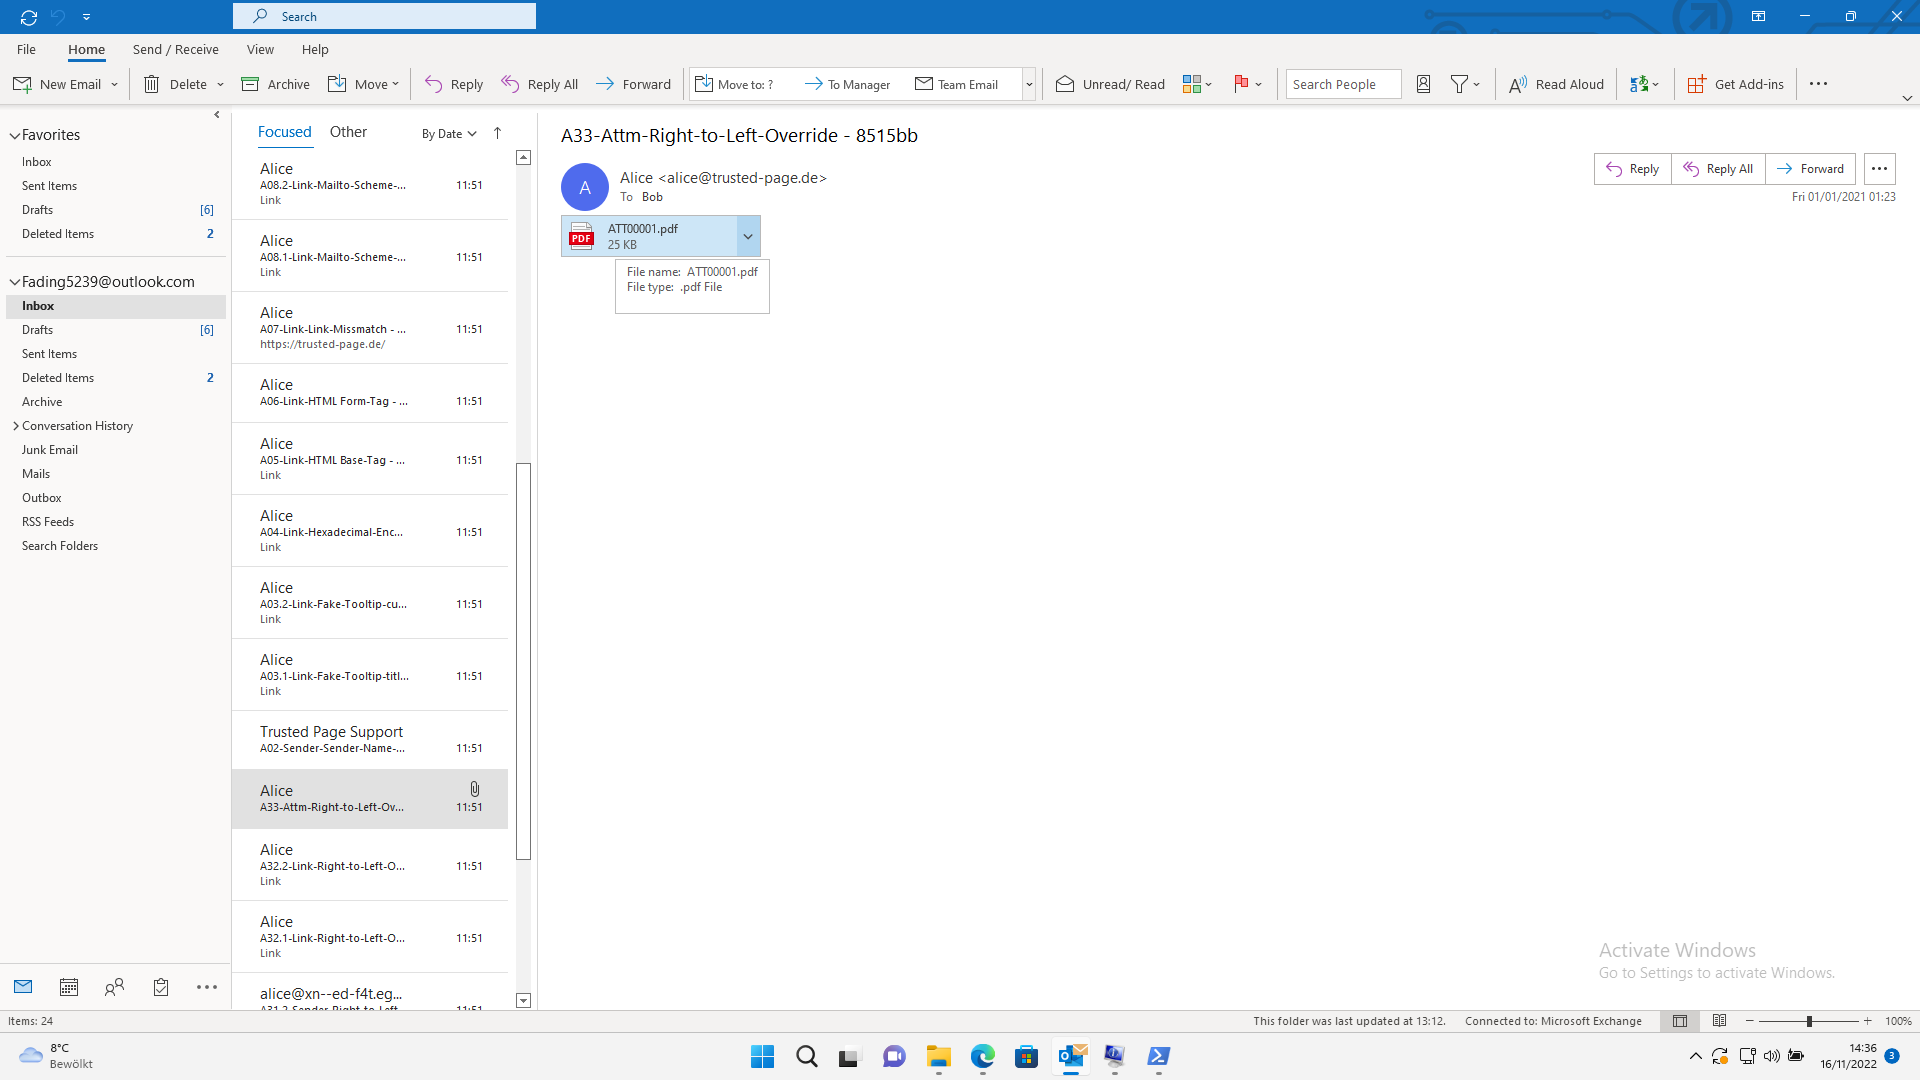 Search
File Home Send / Receive View Help
New Email Delete Archive Move Reply Reply All Forward Move to: ? To Manager Team Email Unread/ Read Search People Read Aloud Get Add-ins
Favorites
Inbox
Sent Items
Drafts [6]
Deleted Items 2
Fading5239@outlook.com
Inbox
Drafts [6]
Sent Items
Deleted Items 2
Archive
Conversation History
Junk Email
Mails
Outbox
RSS Feeds
Search Folders
Focused Other By Date
Alice
A08.2-Link-Mailto-Scheme-... 11:51
Link
Alice
A08.1-Link-Mailto-Scheme-... 11:51
Link
Alice
A07-Link-Link-Missmatch - ... 11:51
https://trusted-page.de/
Alice
A06-Link-HTML Form-Tag - ... 11:51
Alice
A05-Link-HTML Base-Tag - ... 11:51
Link
Alice
A04-Link-Hexadecimal-Enc... 11:51
Link
Alice
A03.2-Link-Fake-Tooltip-cu... 11:51
Link
Alice
A03.1-Link-Fake-Tooltip-titl... 11:51
Link
Trusted Page Support
A02-Sender-Sender-Name-... 11:51
Alice
A33-Attm-Right-to-Left-Ov... 11:51
Alice
A32.2-Link-Right-to-Left-O... 11:51
Link
Alice
A32.1-Link-Right-to-Left-O... 11:51
Link
alice@xn--ed-f4t.eg...
A31.2-Sender-Right-to-Left... 11:51
A33-Attm-Right-to-Left-Override - 8515bb
A
Alice <alice@trusted-page.de>
To Bob
Reply Reply All Forward
Fri 01/01/2021 01:23
PDF
ATT00001.pdf
25 KB
File name: ATT00001.pdf
File type: .pdf File
Activate Windows
Go to Settings to activate Windows.
Items: 24 This folder was last updated at 13:12. Connected to: Microsoft Exchange 100%
8°C
Bewölkt
14:36
16/11/2022
3